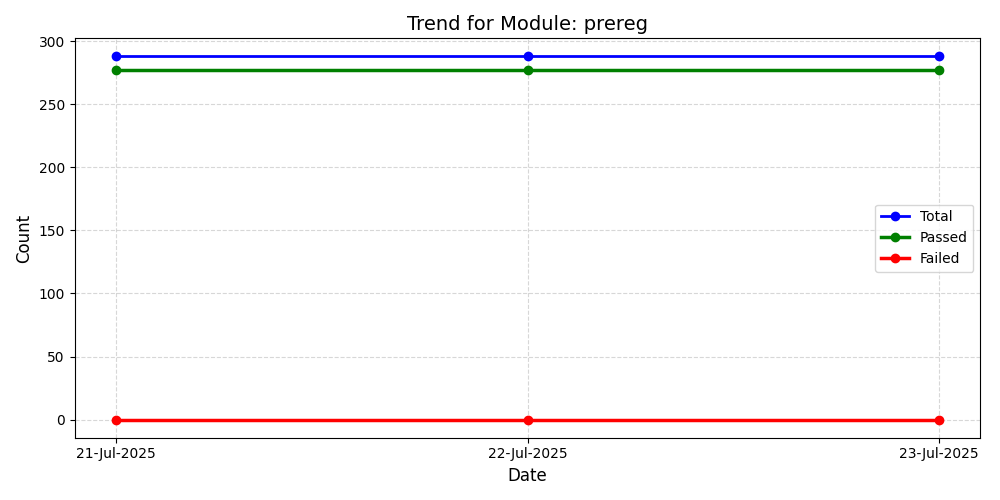 Trend for Module: prereg
300
250
200
150
100
50
0
Count
Total
Passed
Failed
21-Jul-2025
22-Jul-2025
23-Jul-2025
Date